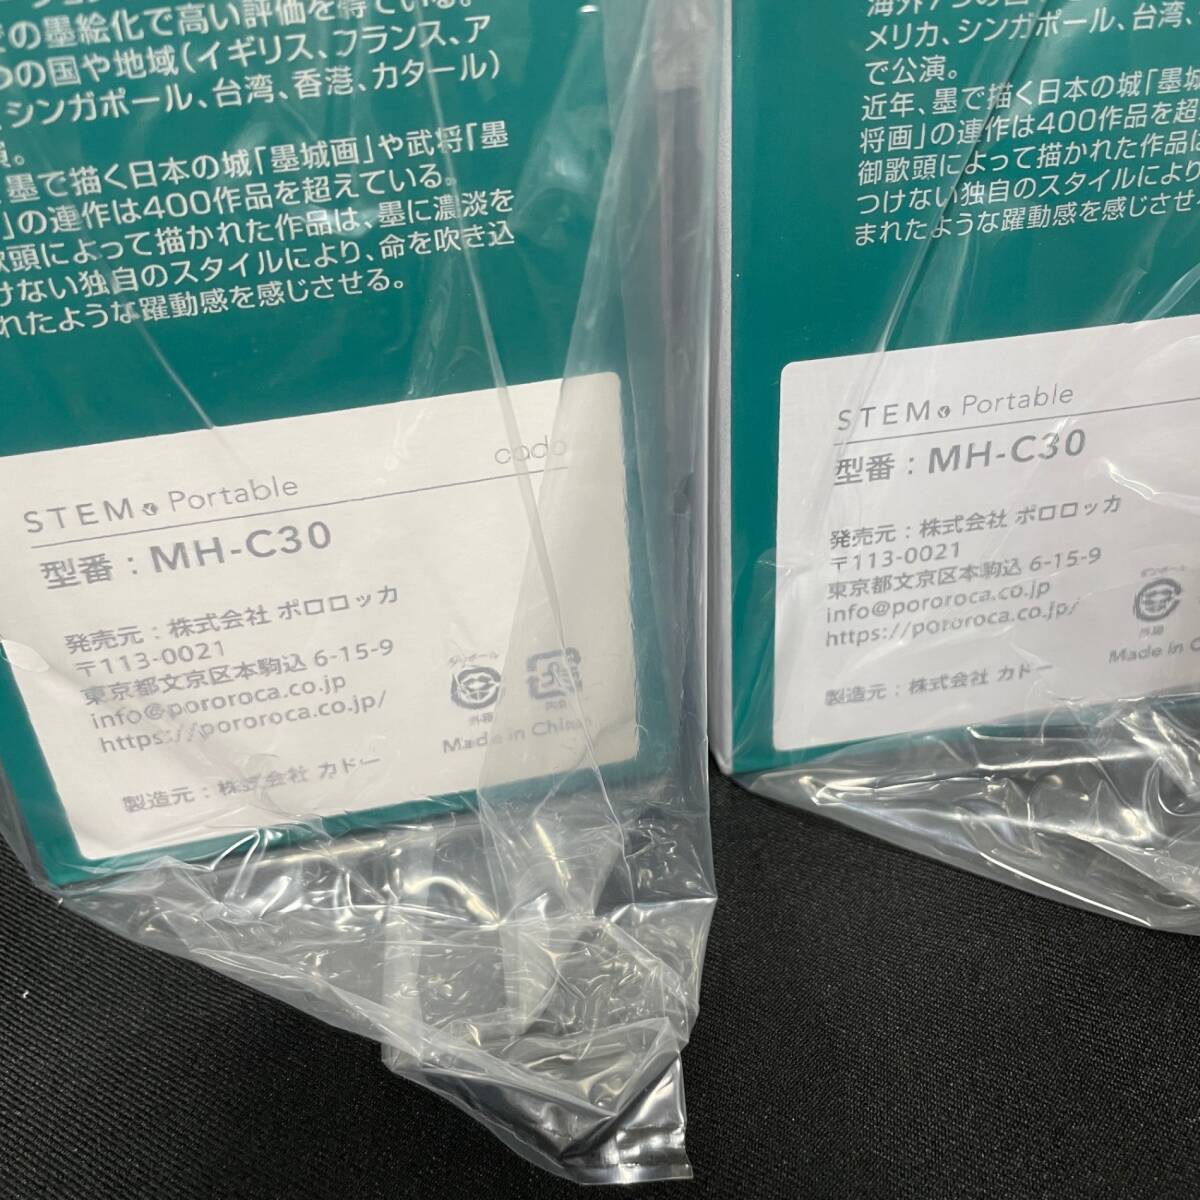 の墨絵化で高い評価を得ている。
つの国や地域(イギリス、フランス、ア
シンガポール、台湾、香港、カタール)
演。
墨で描く日本の城「墨城画」や武将「墨
」の連作は400作品を超えている。
歌頭によって描かれた作品は、墨に濃淡を
けない独自のスタイルにより、命を吹き込
れたような躍動感を感じさせる。
cado
STEM Portable
型番：MH-C30
発売元：株式会社 ポロロッカ
〒113-0021
東京都文京区本駒込 6-15-9
info@pororoca.co.jp
https://pororoca.co.jp/
製造元：株式会社 カドー
ダンボール
外箱
内袋
Made in China
海外7つの国
メリカ、シンガポール、台湾、
で公演。
近年、墨で描く日本の城「墨城
将画」の連作は400作品を超
御歌頭によって描かれた作品は
つけない独自のスタイルにより
まれたような躍動感を感じさせ
STEM Portable
型番：MH-C30
発売元：株式会社 ポロロッカ
〒113-0021
東京都文京区本駒込 6-15-9
info@pororoca.co.jp
https://pororoca.co.jp/
製造元：株式会社 カドー
ダンボール
外箱
Made in C